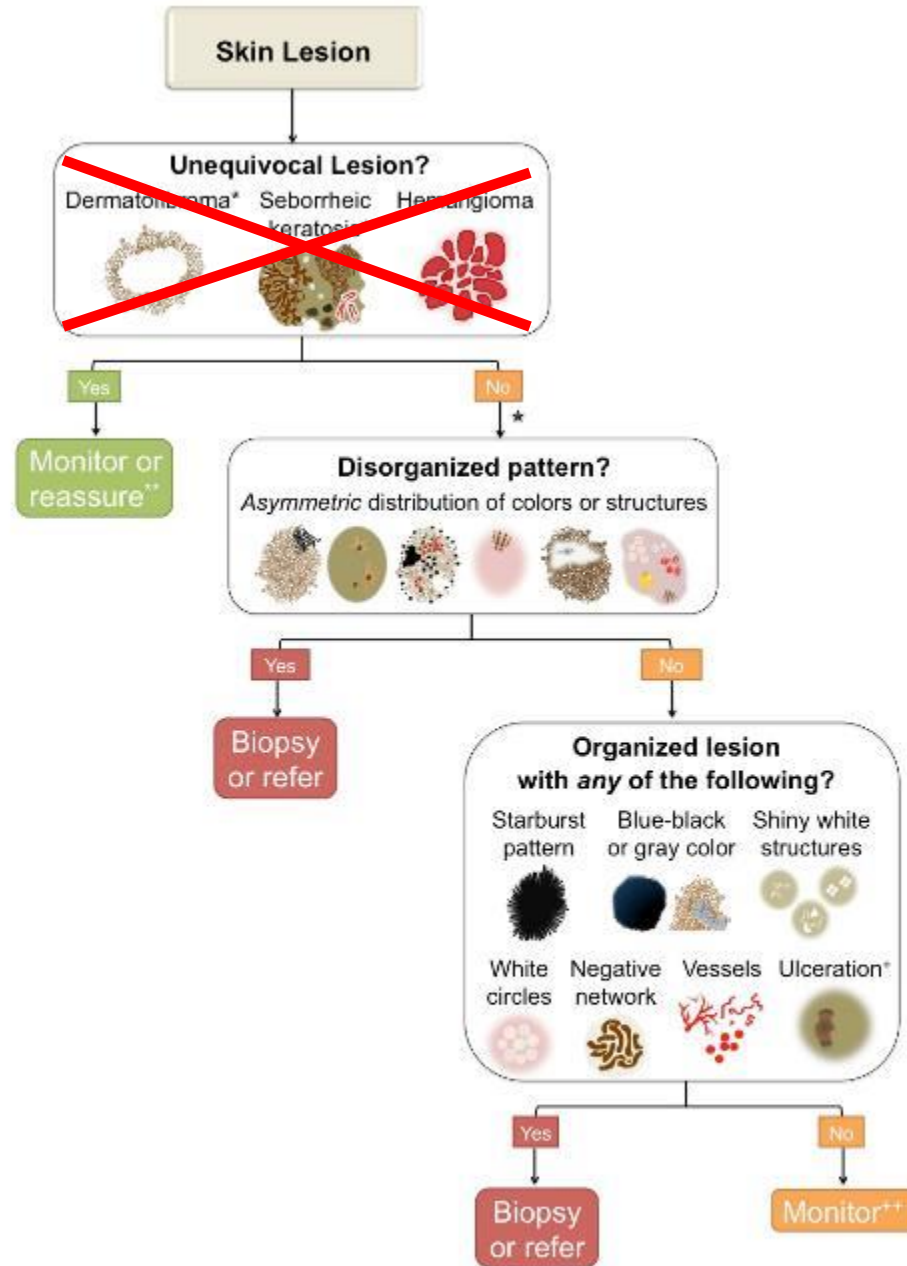 Skin Lesion
Unequivocal Lesion?
Dermatofibroma*
Seborrheic
keratosis
Hemangioma
Yes
No
*
Monitor or
reassure**
Disorganized pattern?
Asymmetric distribution of colors or structures
Yes
No
Biopsy
or refer
Organized lesion
with any of the following?
Starburst
pattern
Blue-black
or gray color
Shiny white
structures
White
circles
Negative
network
Vessels
Ulceration+
Yes
No
Biopsy
or refer
Monitor++